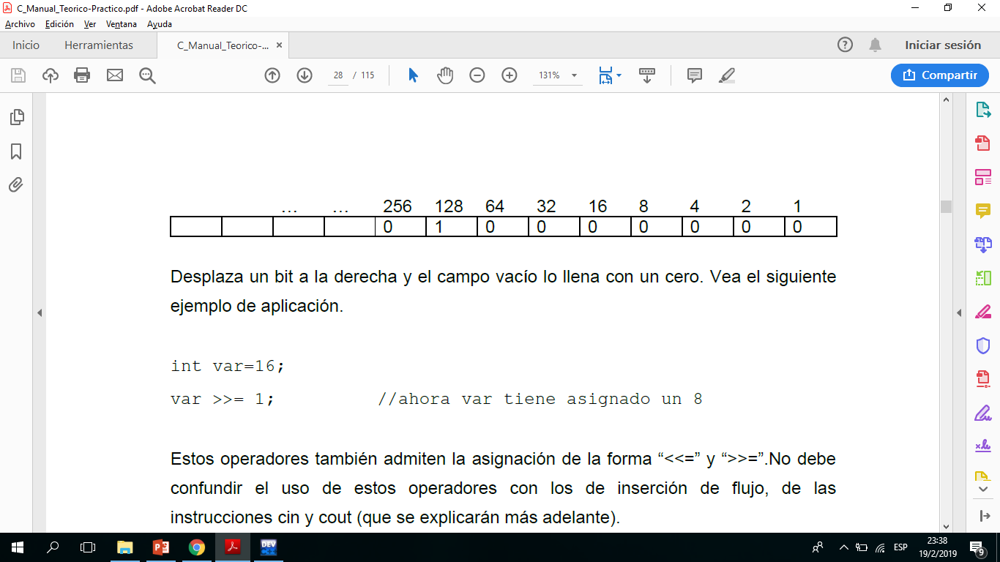 C_Manual_Teorico-Practico.pdf - Adobe Acrobat Reader DC
Archivo Edición Ver Ventana Ayuda
Inicio Herramientas C_Manual_Teorico-... × Iniciar sesión
28 / 115 131% Compartir
... ... 256 128 64 32 16 8 4 2 1
0 1 0 0 0 0 0 0 0
Desplaza un bit a la derecha y el campo vacío lo llena con un cero. Vea el siguiente
ejemplo de aplicación.
int var=16;
var >>= 1; //ahora var tiene asignado un 8
Estos operadores también admiten la asignación de la forma “<<=” y “>>=”.No debe
confundir el uso de estos operadores con los de inserción de flujo, de las
instrucciones cin y cout (que se explicarán más adelante).
DEV
ESP
23:38
19/2/2019
9